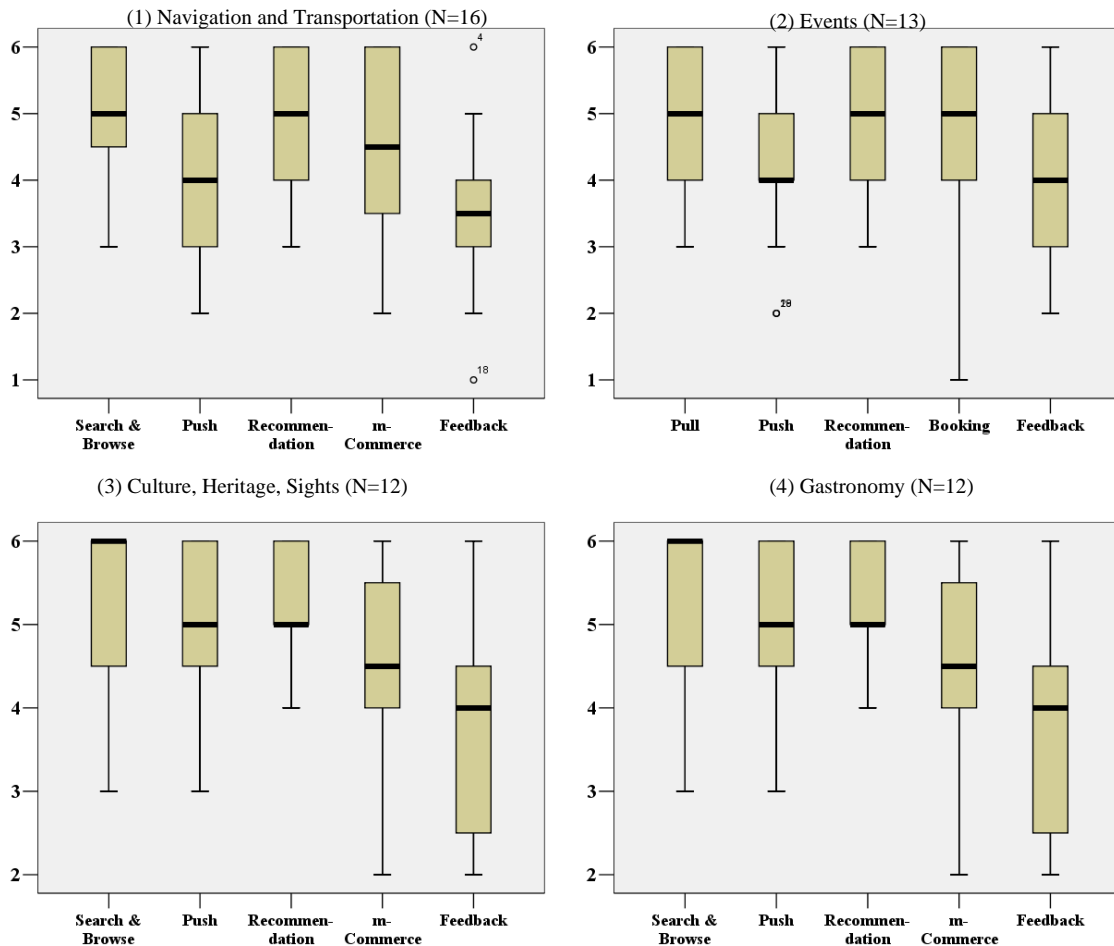 (1) Navigation and Transportation (N=16)
6
5
4
3
2
1
4
18
Search & Browse
Push
Recommen-
dation
m-
Commerce
Feedback
(2) Events (N=13)
6
5
4
3
2
1
Pull
Push
Recommen-
dation
Booking
Feedback
(3) Culture, Heritage, Sights (N=12)
6
5
4
3
2
Search &
Browse
Push
Recommen-
dation
m-
Commerce
Feedback
(4) Gastronomy (N=12)
6
5
4
3
2
Search &
Browse
Push
Recommen-
dation
m-
Commerce
Feedback